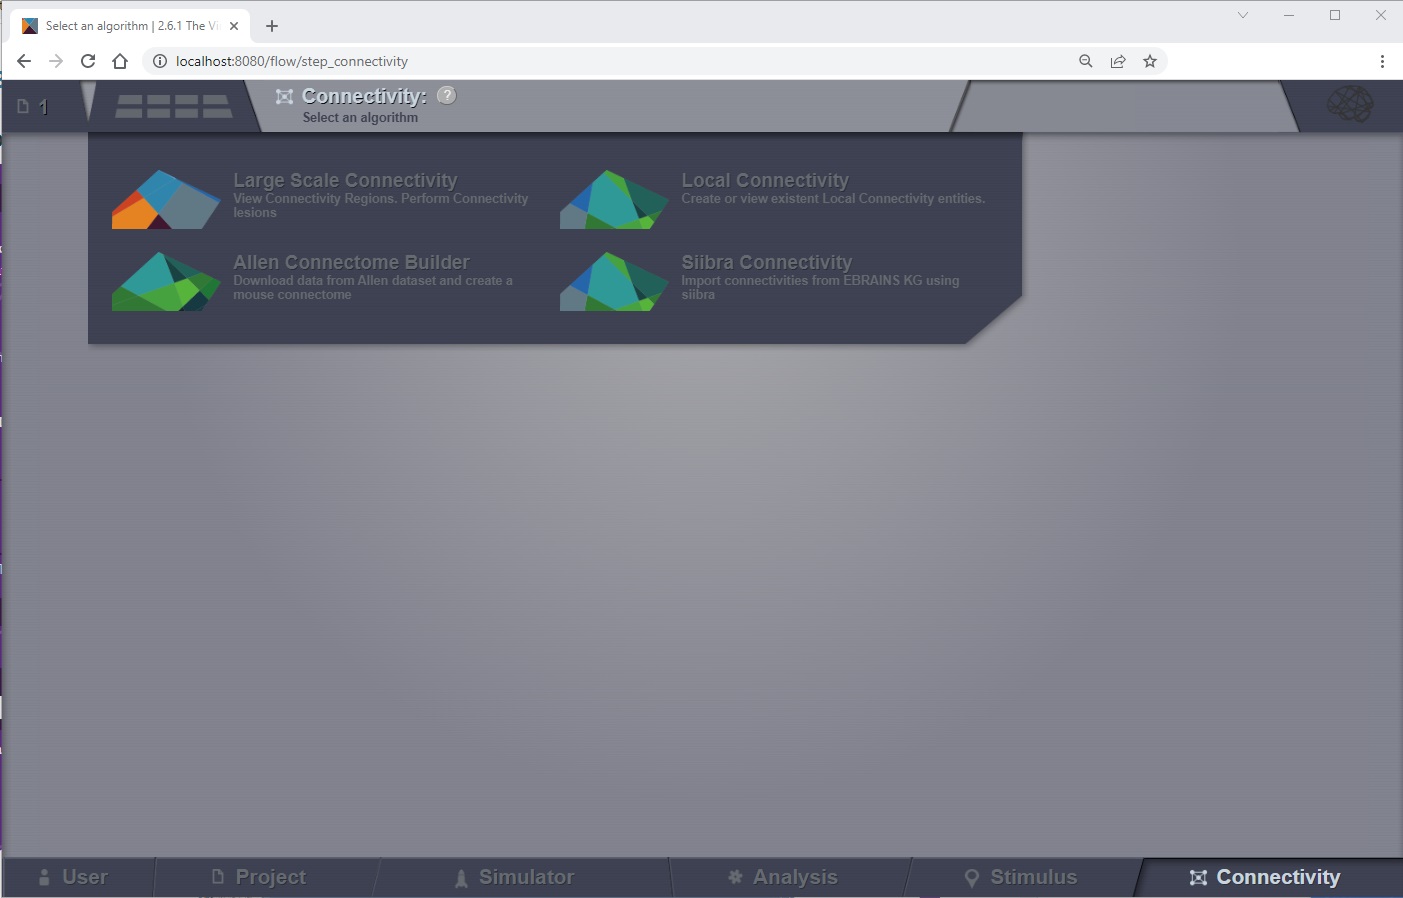 Select an algorithm | 2.6.1 The Vi
localhost:8080/flow/step_connectivity
1
Connectivity: ?
Select an algorithm
Large Scale Connectivity
View Connectivity Regions. Perform Connectivity
lesions
Local Connectivity
Create or view existent Local Connectivity entities.
Allen Connectome Builder
Download data from Allen dataset and create a
mouse connectome
Siibra Connectivity
Import connectivities from EBRAINS KG using
siibra
User
Project
Simulator
Analysis
Stimulus
Connectivity